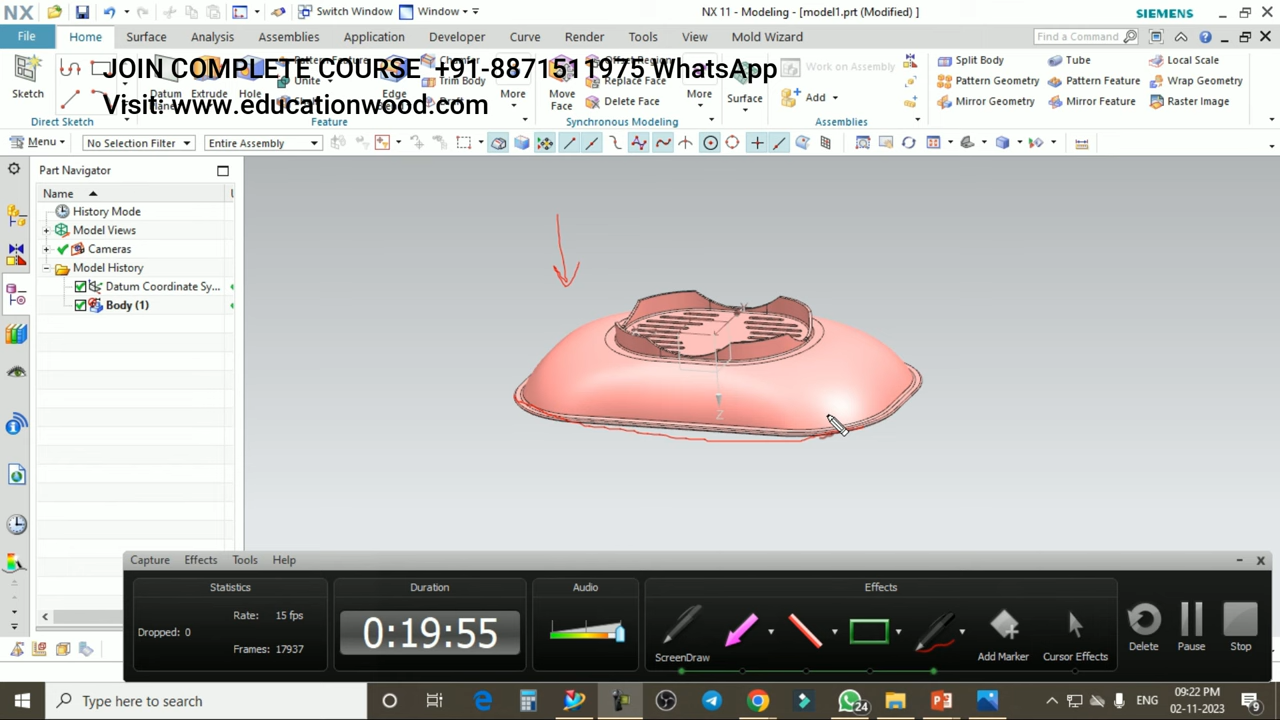 NX Switch Window Window NX 11 - Modeling - [model1.prt (Modified) ] SIEMENS
File Home Surface Analysis Assemblies Application Developer Curve Render Tools View Mold Wizard Find a Command
JOIN COMPLETE COURSE +91-8871511975 WhatsApp
Visit: www.educationwood.com
Work on Assembly Split Body Tube Local Scale
Replace Face Pattern Geometry Pattern Feature Wrap Geometry
Sketch Extrude Hole Unite Trim Body More Move Face More Surface Add Mirror Geometry Mirror Feature Raster Image
Delete Face
Direct Sketch Feature Synchronous Modeling Assemblies
Menu No Selection Filter Entire Assembly
Part Navigator
Name
History Mode
Model Views
Cameras
Model History
Datum Coordinate Sy...
Body (1)
Z
Capture Effects Tools Help
Statistics Duration Audio Effects
Rate: 15 fps
Dropped: 0
Frames: 17937
0:19:55
ScreenDraw Add Marker Cursor Effects Delete Pause Stop
Type here to search 24 ENG 09:22 PM 02-11-2023 9